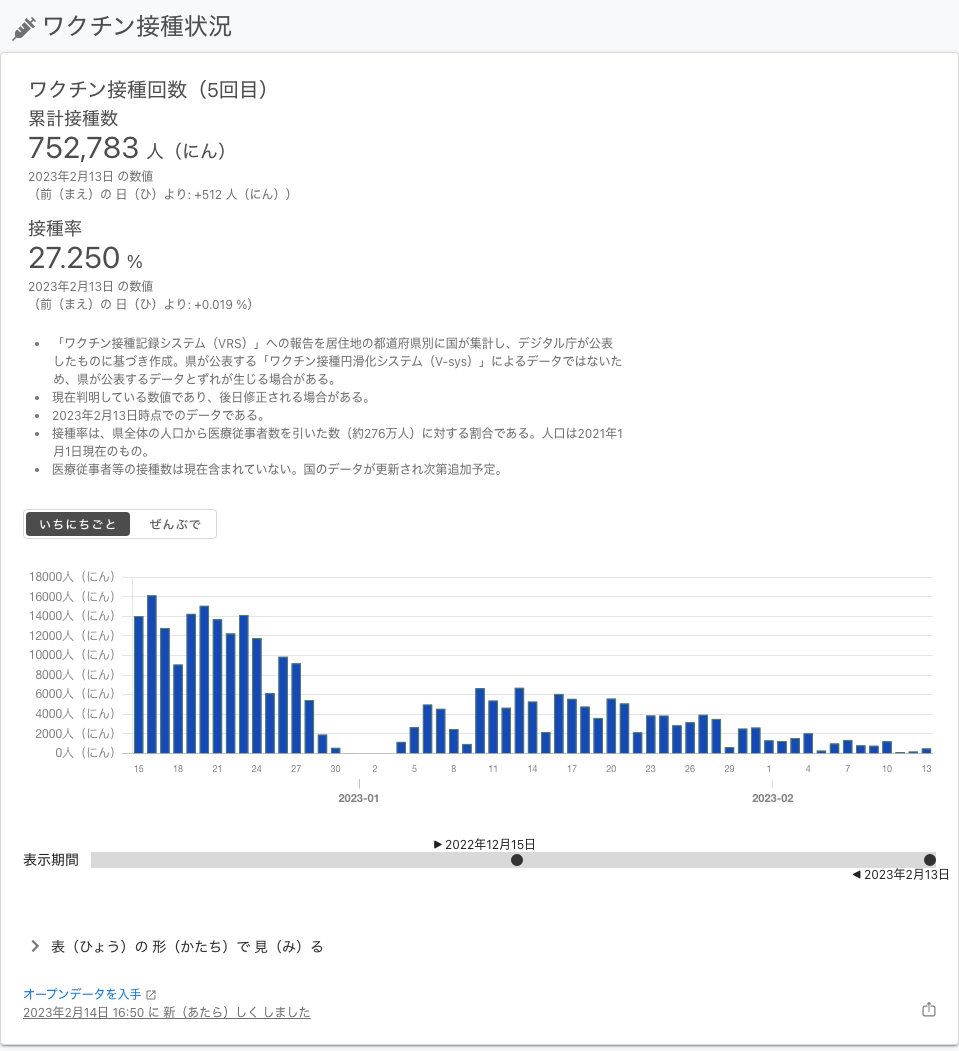 ワクチン接種状況
ワクチン接種回数（5回目）
累計接種数
752,783 人（にん）
2023年2月13日 の数値
（前（まえ）の 日（ひ）より: +512 人（にん））
接種率
27.250 %
2023年2月13日 の数値
（前（まえ）の 日（ひ）より: +0.019 %）
• 「ワクチン接種記録システム（VRS）」への報告を居住地の都道府県別に国が集計し、デジタル庁が公表
したものに基づき作成。県が公表する「ワクチン接種円滑化システム（V-sys）」によるデータではないた
め、県が公表するデータとずれが生じる場合がある。
• 現在判明している数値であり、後日修正される場合がある。
• 2023年2月13日時点でのデータである。
• 接種率は、県全体の人口から医療従事者数を引いた数（約276万人）に対する割合である。人口は2021年1
月1日現在のもの。
• 医療従事者等の接種数は現在含まれていない。国のデータが更新され次第追加予定。
いちにちごと ぜんぶで
18000人（にん）
16000人（にん）
14000人（にん）
12000人（にん）
10000人（にん）
8000人（にん）
6000人（にん）
4000人（にん）
2000人（にん）
0人（にん）
15 18 21 24 27 30 2 5 8 11 14 17 20 23 26 29 1 4 7 10 13
2023-01 2023-02
▶ 2022年12月15日
表示期間
◀ 2023年2月13日
表（ひょう）の 形（かたち）で 見（み）る
オープンデータを入手
2023年2月14日 16:50 に 新（あたら）しく しました